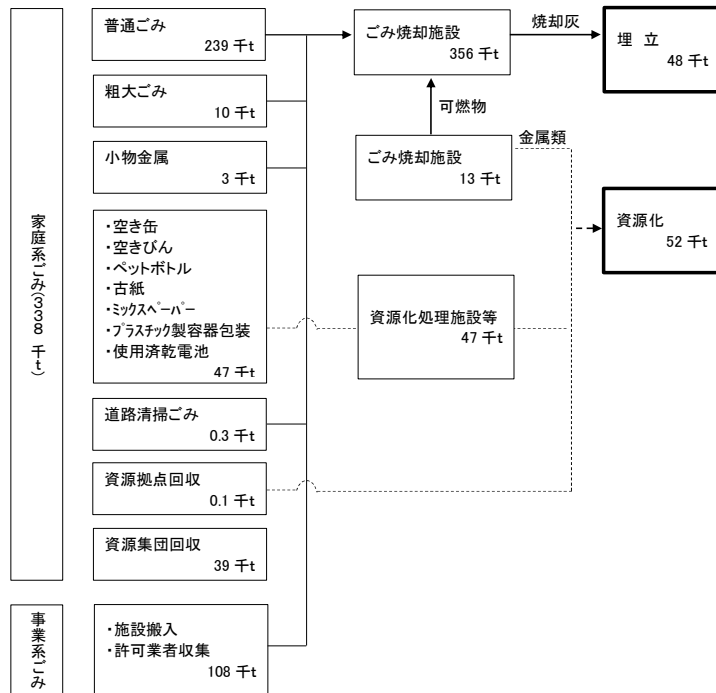 普通ごみ
239 千t
粗大ごみ
10 千t
小物金属
3 千t
・空き缶
・空きびん
・ペットボトル
・古紙
・ミックスペーパー
・プラスチック製容器包装
・使用済乾電池
47 千t
道路清掃ごみ
0.3 千t
資源拠点回収
0.1 千t
資源集団回収
39 千t
家庭系ごみ(338 千t)
事業系ごみ
・施設搬入
・許可業者収集
108 千t
ごみ焼却施設
356 千t
可燃物
ごみ焼却施設
13 千t
資源化処理施設等
47 千t
焼却灰
埋 立
48 千t
金属類
資源化
52 千t